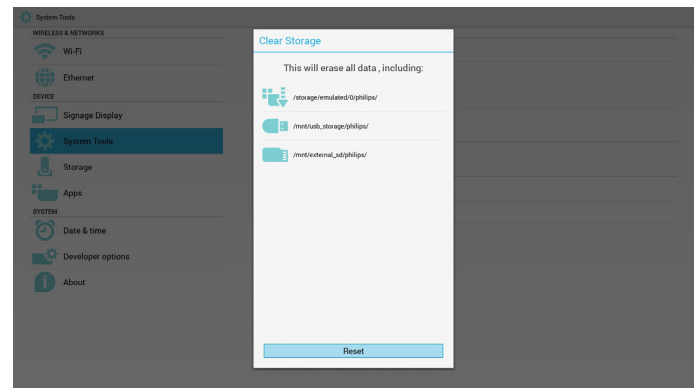 System Tools
WIRELESS & NETWORKS
Wi-Fi
Ethernet
DEVICE
Signage Display
System Tools
Storage
Apps
SYSTEM
Date & time
Developer options
About
Clear Storage
This will erase all data , including:
/storage/emulated/0/philips/
/mnt/usb_storage/philips/
/mnt/external_sd/philips/
Reset